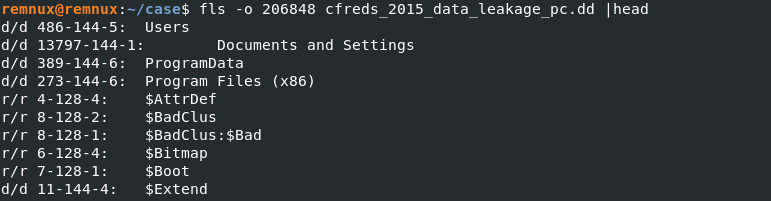 remnux@remnux:~/case$ fls -o 206848 cfreds_2015_data_leakage_pc.dd |head
d/d 486-144-5:	Users
d/d 13797-144-1:	Documents and Settings
d/d 389-144-6:	ProgramData
d/d 273-144-6:	Program Files (x86)
r/r 4-128-4:	$AttrDef
r/r 8-128-2:	$BadClus
r/r 8-128-1:	$BadClus:$Bad
r/r 6-128-4:	$Bitmap
r/r 7-128-1:	$Boot
d/d 11-144-4:	$Extend